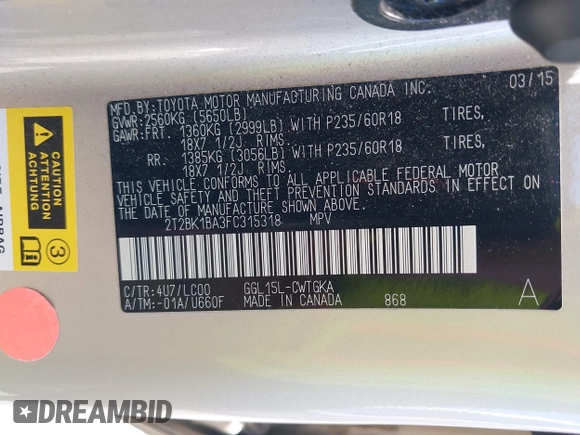 MFD.BY: TOYOTA MOTOR MANUFACTURING CANADA INC. 03/15
GVWR: 2560KG (5650LB)
GAWR: FRT. 1360KG (2999LB) WITH P235/60R18 TIRES,
18X7 1/2J RIMS
RR. 1385KG (3056LB) WITH P235/60R18 TIRES,
18X7 1/2J RIMS
THIS VEHICLE CONFORMS TO ALL APPLICABLE FEDERAL MOTOR
VEHICLE SAFETY AND THEFT PREVENTION STANDARDS IN EFFECT ON
THE DATE OF MANUFACTURE SHOWN ABOVE.
2T2BK1BA3FC315318 MPV
C/TR: 4U7/LC00 GGL15L-CWTGKA
A/TM:-01A/U660F MADE IN CANADA 868 A
CAUTION
ATTENTION
ACHTUNG
3
AIRBAG
DREAMBID